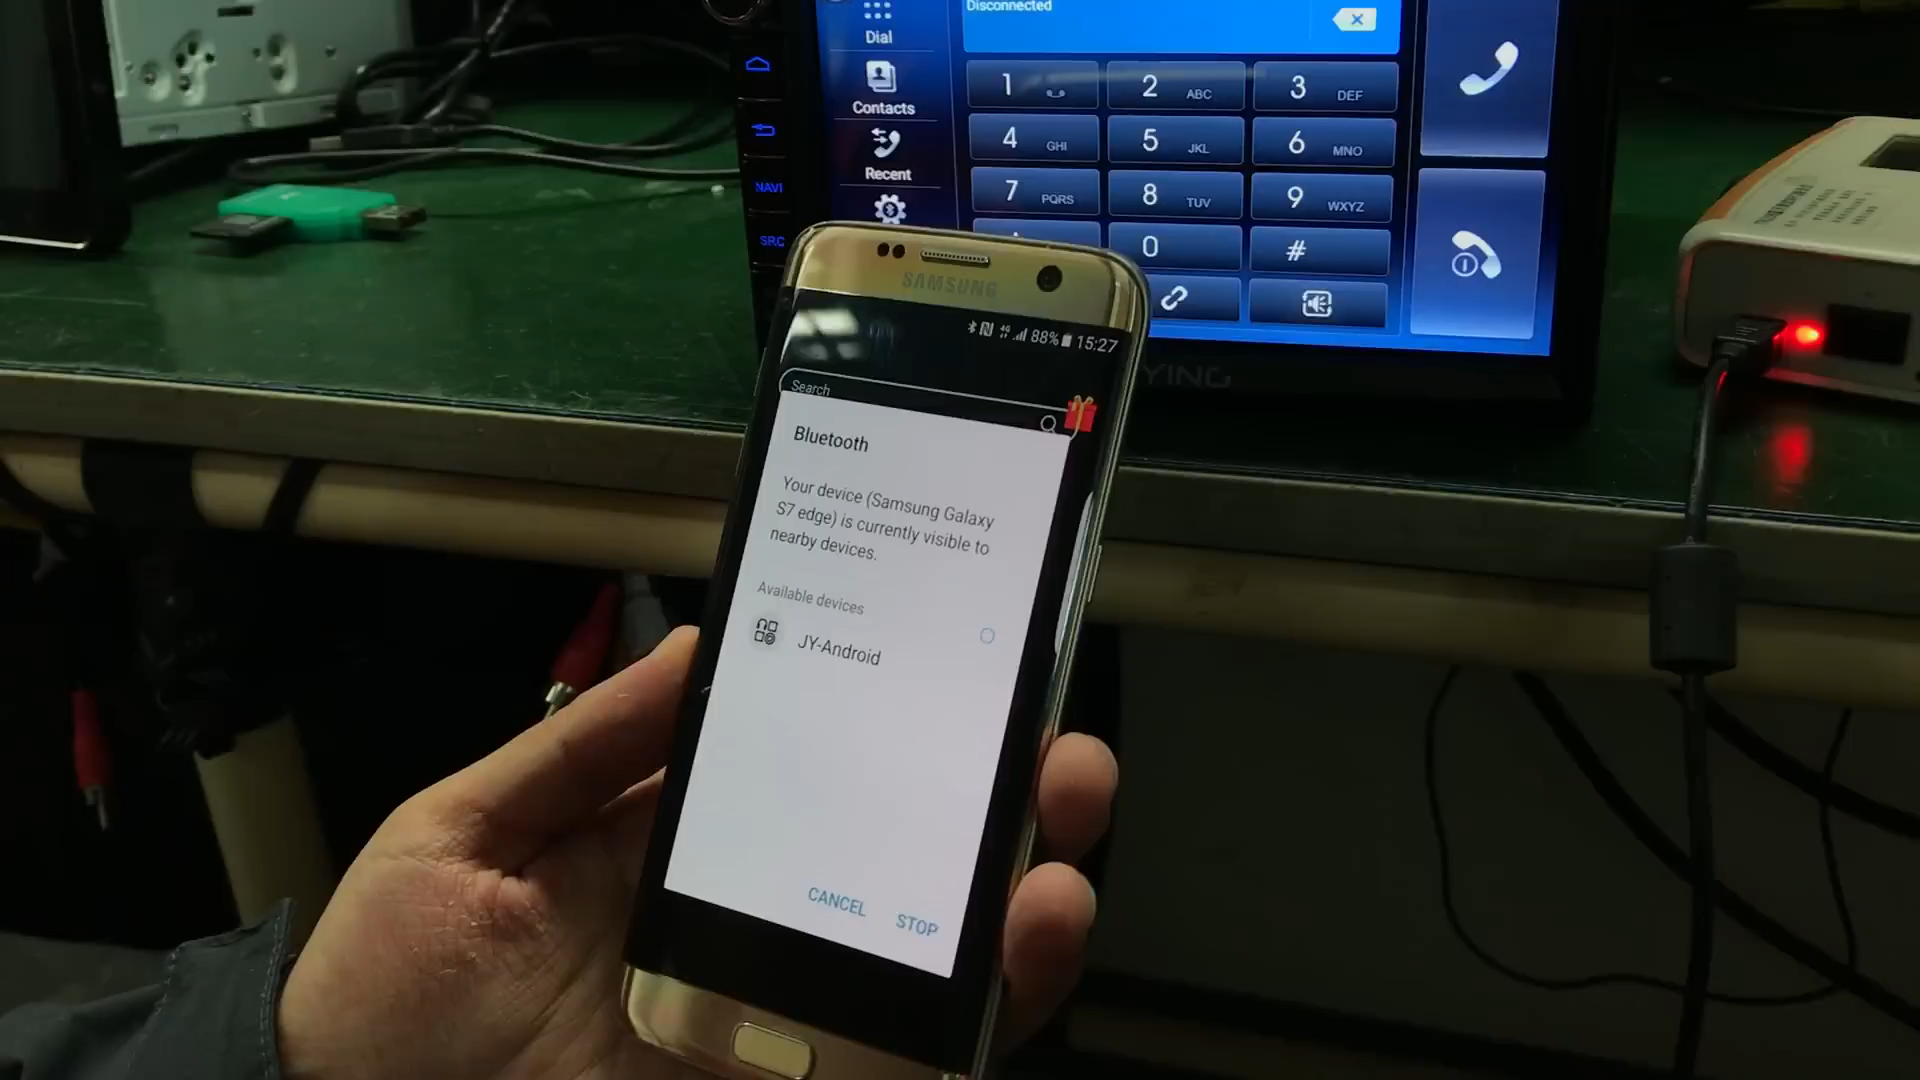 Disconnected
Dial
Contacts
Recent
1
2 ABC
3 DEF
4 GHI
5 JKL
6 MNO
7 PQRS
8 TUV
9 WXYZ
0
#
NAVI
SRC
YING
SAMSUNG
4G 88% 15:27
Search
Bluetooth
Your device (Samsung Galaxy
S7 edge) is currently visible to
nearby devices.
Available devices
JY-Android
CANCEL STOP